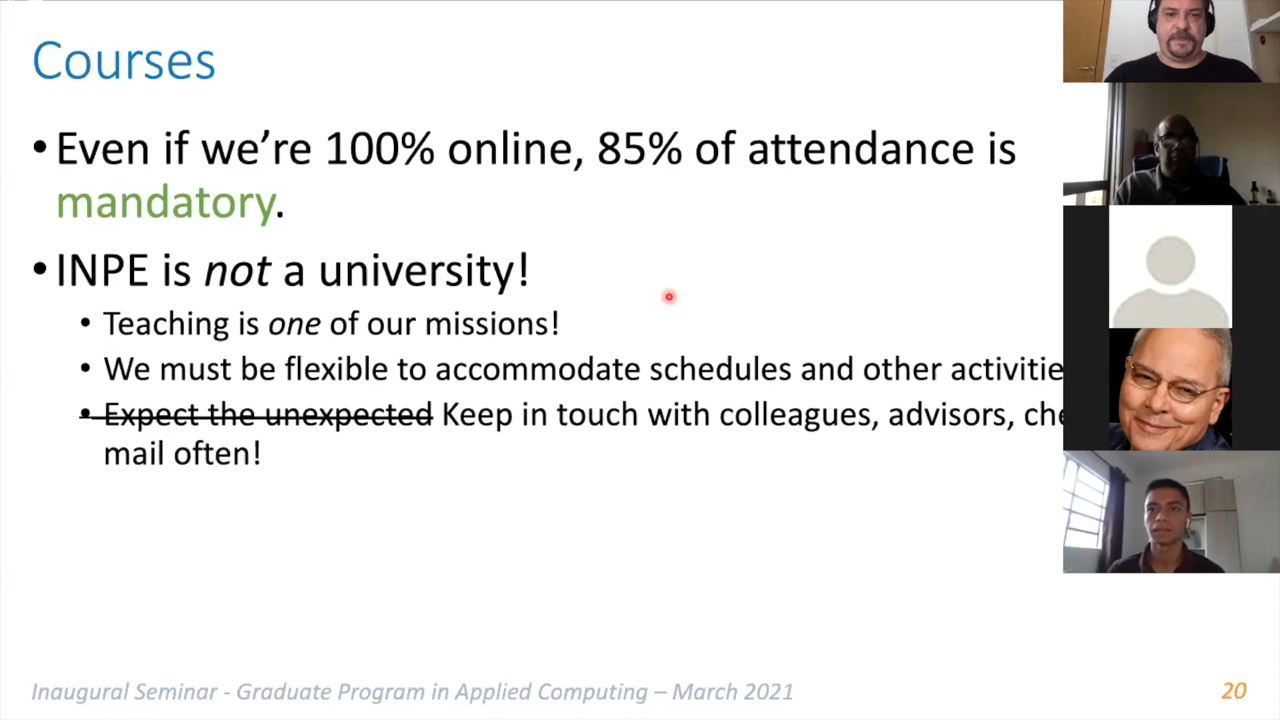 Courses
• Even if we're 100% online, 85% of attendance is
mandatory.
• INPE is not a university!
• Teaching is one of our missions!
• We must be flexible to accommodate schedules and other activitie
• Expect the unexpected Keep in touch with colleagues, advisors, che
mail often!
Inaugural Seminar - Graduate Program in Applied Computing – March 2021
20